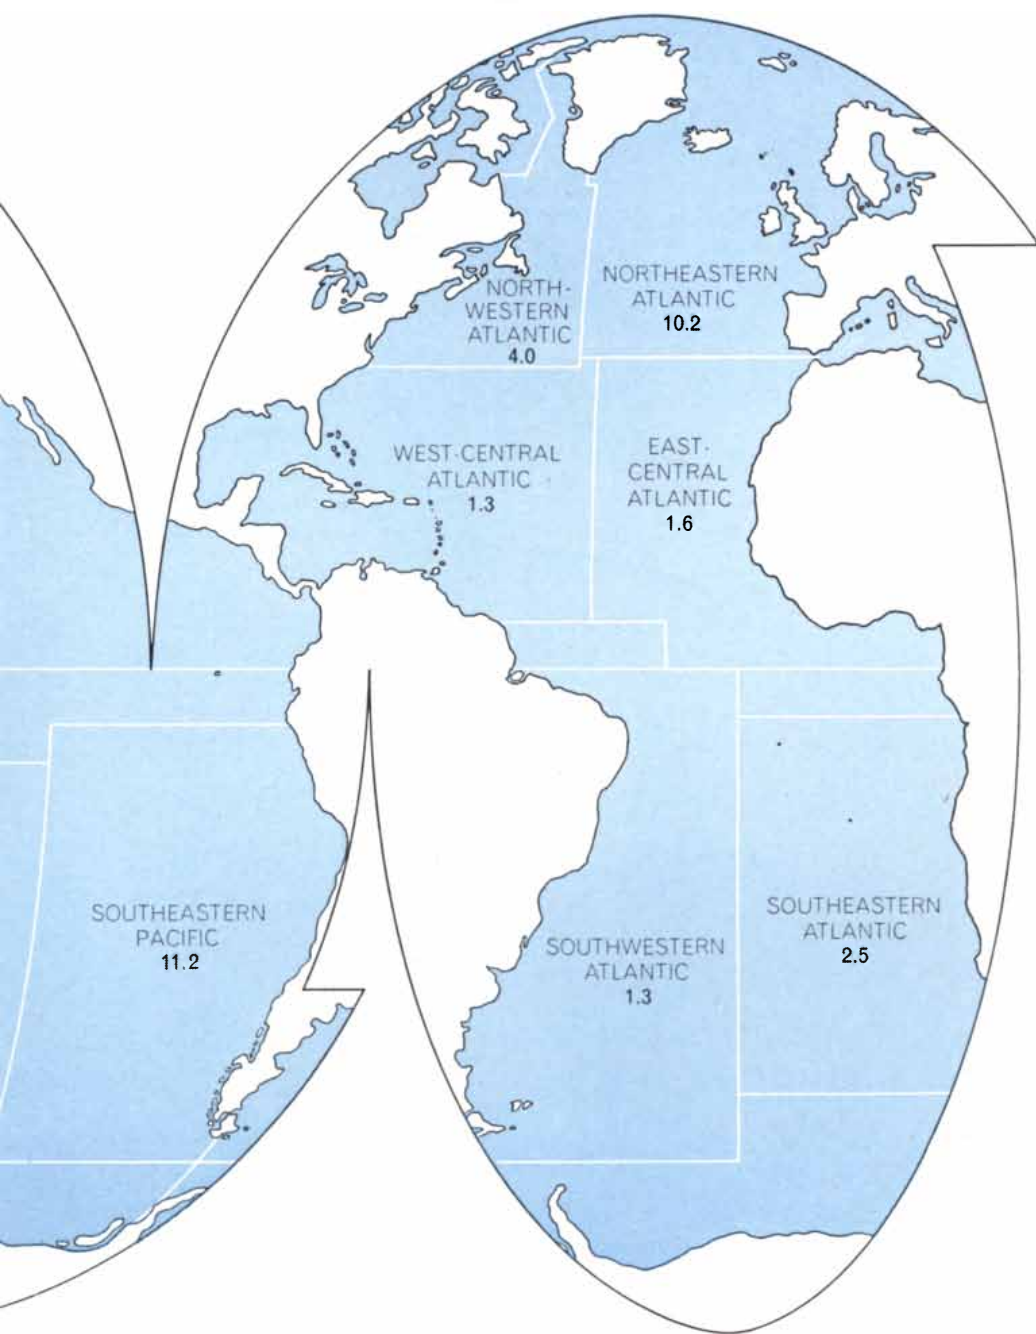 NORTH-
WESTERN
ATLANTIC
4.0
NORTHEASTERN
ATLANTIC
10.2
WEST-CENTRAL
ATLANTIC
1.3
EAST-
CENTRAL
ATLANTIC
1.6
SOUTHEASTERN
PACIFIC
11.2
SOUTHWESTERN
ATLANTIC
1.3
SOUTHEASTERN
ATLANTIC
2.5